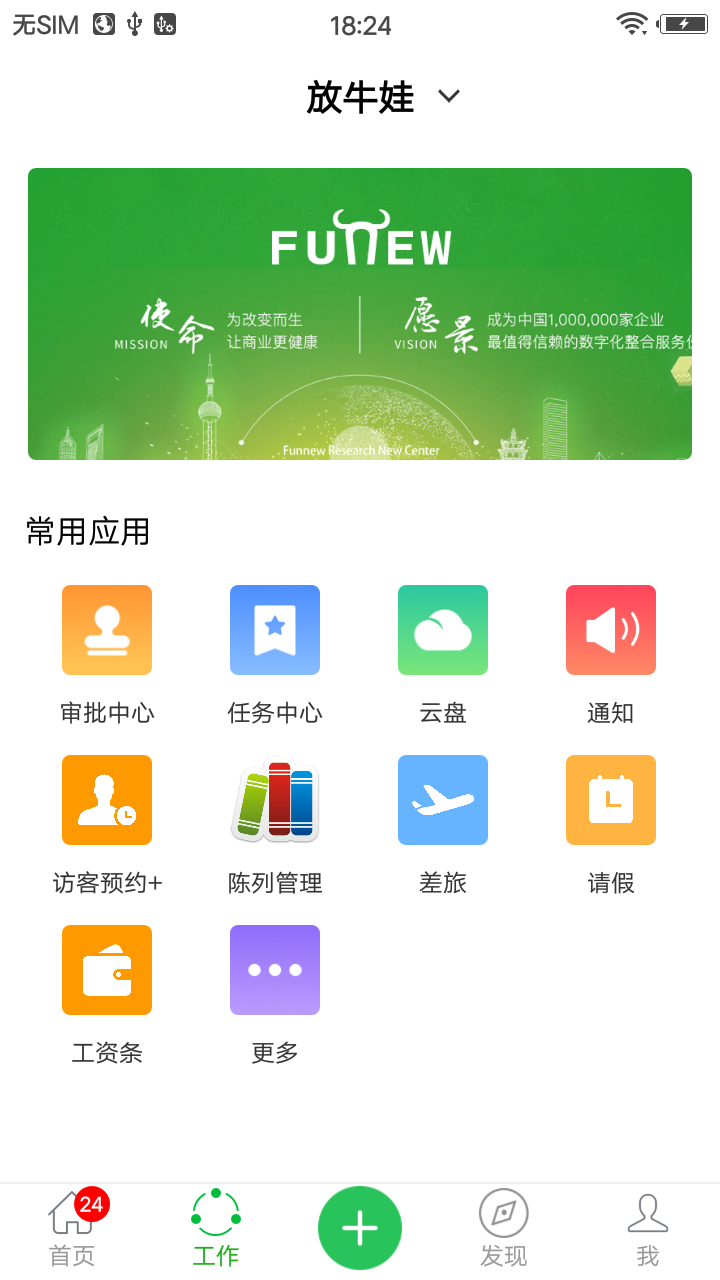 无SIM 18:24
放牛娃
FUNEW
使命 为改变而生
MISSION 让商业更健康
愿景 成为中国1,000,000家企业
VISION 最值得信赖的数字化整合服务
Funnew Research New Center
常用应用
审批中心 任务中心 云盘 通知
访客预约+ 陈列管理 差旅 请假
工资条 更多
24
首页 工作 发现 我